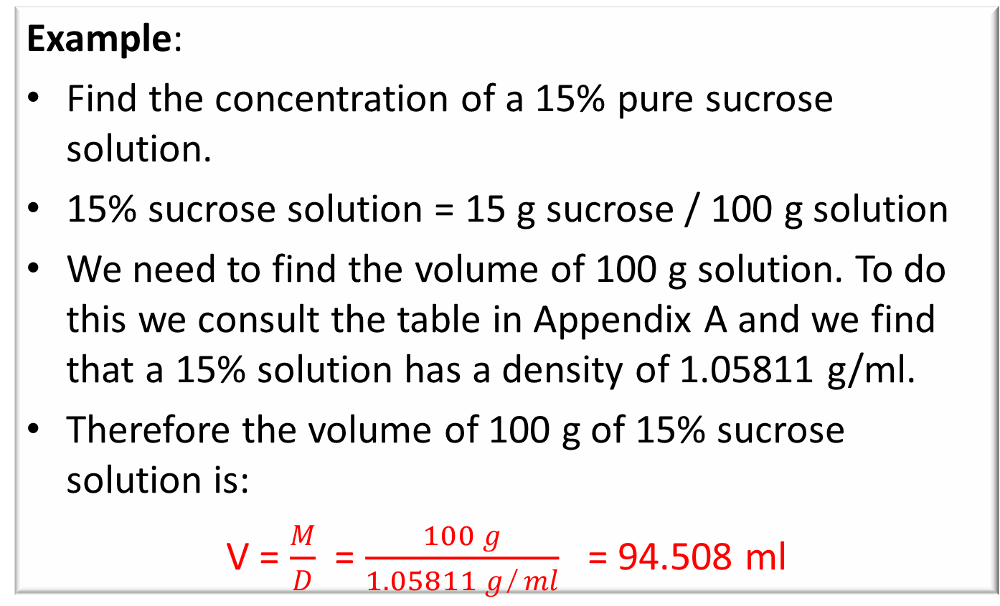 Example:
• Find the concentration of a 15% pure sucrose
solution.
• 15% sucrose solution = 15 g sucrose / 100 g solution
• We need to find the volume of 100 g solution. To do
this we consult the table in Appendix A and we find
that a 15% solution has a density of 1.05811 g/ml.
• Therefore the volume of 100 g of 15% sucrose
solution is:
V = M/D = 100 g / 1.05811 g/ml = 94.508 ml